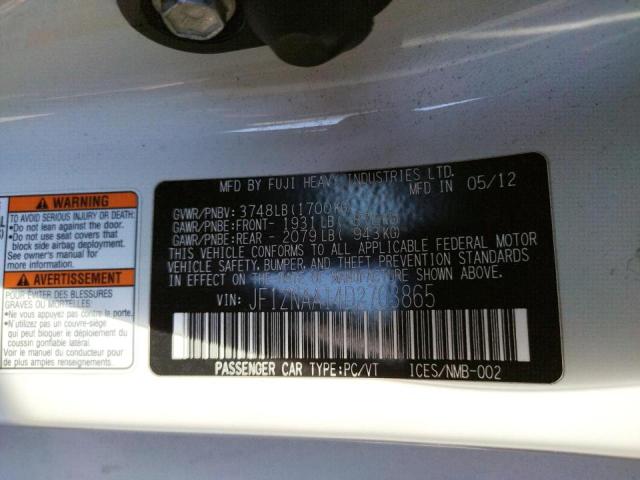 MFD BY FUJI HEAVY INDUSTRIES LTD.
MFD IN 05/12
GVWR/PNBV: 3748LB(1700KG)
GAWR/PNBE:FRONT- 1931LB
GAWR/PNBE:REAR - 2079LB ( 943KG)
THIS VEHICLE CONFORMS TO ALL APPLICABLE FEDERAL MOTOR
VEHICLE SAFETY, BUMPER, AND THEFT PREVENTION STANDARDS
IN EFFECT ON THE DATE OF MANUFACTURE SHOWN ABOVE.
VIN:
PASSENGER CAR TYPE:PC/VT ICES/NMB-002
WARNING
TO AVOID SERIOUS INJURY:
•Do not lean against the door.
•Do not use seat covers that
block side airbag deployment.
See owner's manual for
more information.
AVERTISSEMENT
POUR EVITER DES BLESSURES
GRAVES OU MORTELLES:
•Ne vous appuyez pas contre la porte.
•N'utilisez pas de couvre-siège pouvant
bloquer le déploiement du
coussin gonflable latéral.
Voir le manuel du conducteur pour
de plus amples renseignements.